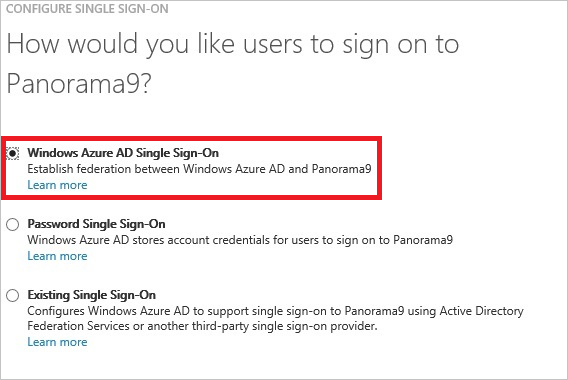 CONFIGURE SINGLE SIGN-ON
How would you like users to sign on to
Panorama9?
Windows Azure AD Single Sign-On
Establish federation between Windows Azure AD and Panorama9
Learn more
Password Single Sign-On
Windows Azure AD stores account credentials for users to sign on to Panorama9
Learn more
Existing Single Sign-On
Configures Windows Azure AD to support single sign-on to Panorama9 using Active Directory
Federation Services or another third-party single sign-on provider.
Learn more